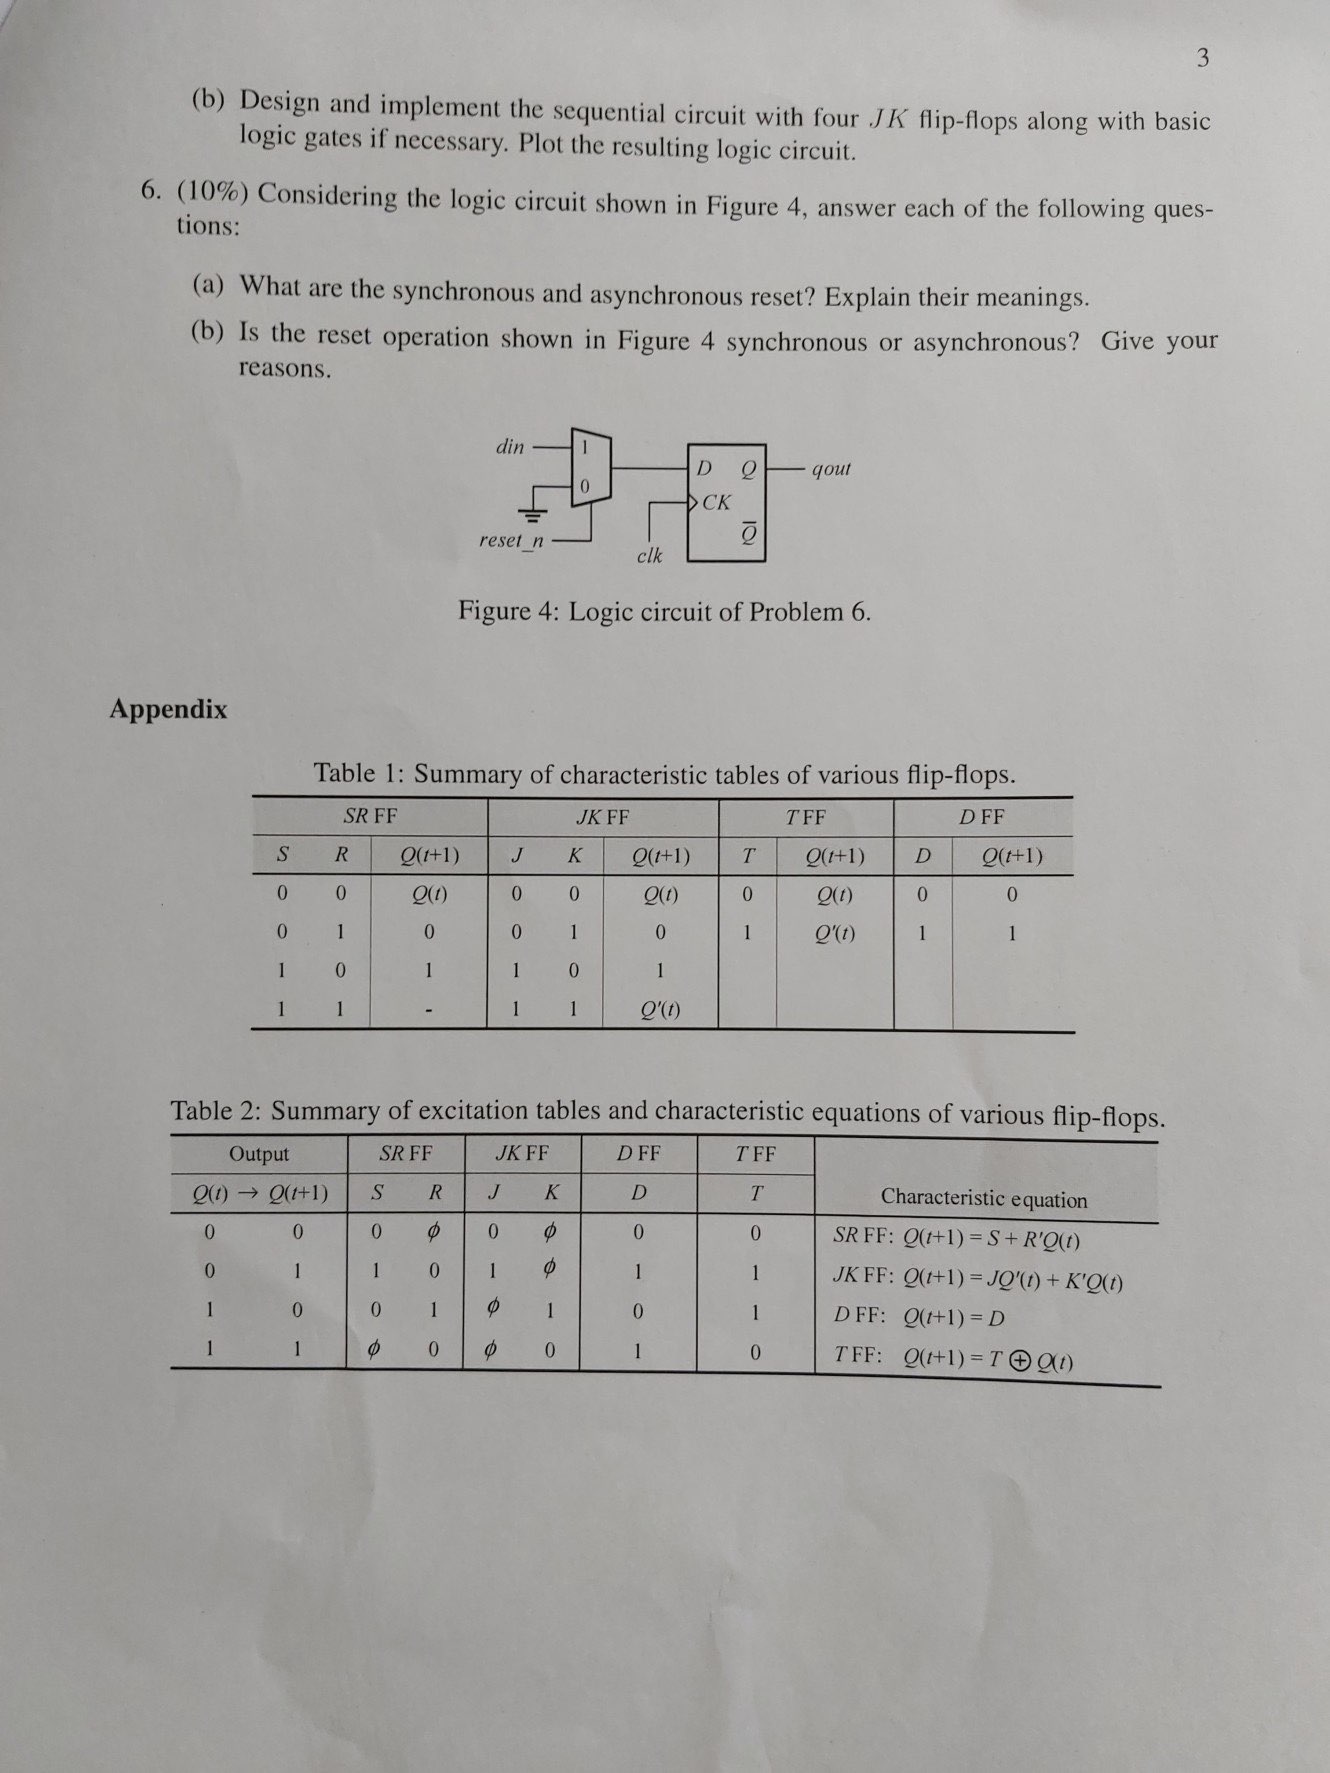 3
(b) Design and implement the sequential circuit with four JK flip-flops along with basic
logic gates if necessary. Plot the resulting logic circuit.
6. (10%) Considering the logic circuit shown in Figure 4, answer each of the following ques-
tions:
(a) What are the synchronous and asynchronous reset? Explain their meanings.
(b) Is the reset operation shown in Figure 4 synchronous or asynchronous? Give your
reasons.
din 1 D Q qout
0 CK
reset_n clk Q̅
Figure 4: Logic circuit of Problem 6.
Appendix
Table 1: Summary of characteristic tables of various flip-flops.
SR FF JK FF T FF D FF
S R Q(t+1) J K Q(t+1) T Q(t+1) D Q(t+1)
0 0 Q(t) 0 0 Q(t) 0 Q(t) 0 0
0 1 0 0 1 0 1 Q'(t) 1 1
1 0 1 1 0 1
1 1 - 1 1 Q'(t)
Table 2: Summary of excitation tables and characteristic equations of various flip-flops.
Output SR FF JK FF D FF T FF
Q(t) → Q(t+1) S R J K D T Characteristic equation
0 0 0 ϕ 0 ϕ 0 0 SR FF: Q(t+1) = S + R'Q(t)
0 1 1 0 1 ϕ 1 1 JK FF: Q(t+1) = JQ'(t) + K'Q(t)
1 0 0 1 ϕ 1 0 1 D FF: Q(t+1) = D
1 1 ϕ 0 ϕ 0 1 0 T FF: Q(t+1) = T ⊕ Q(t)